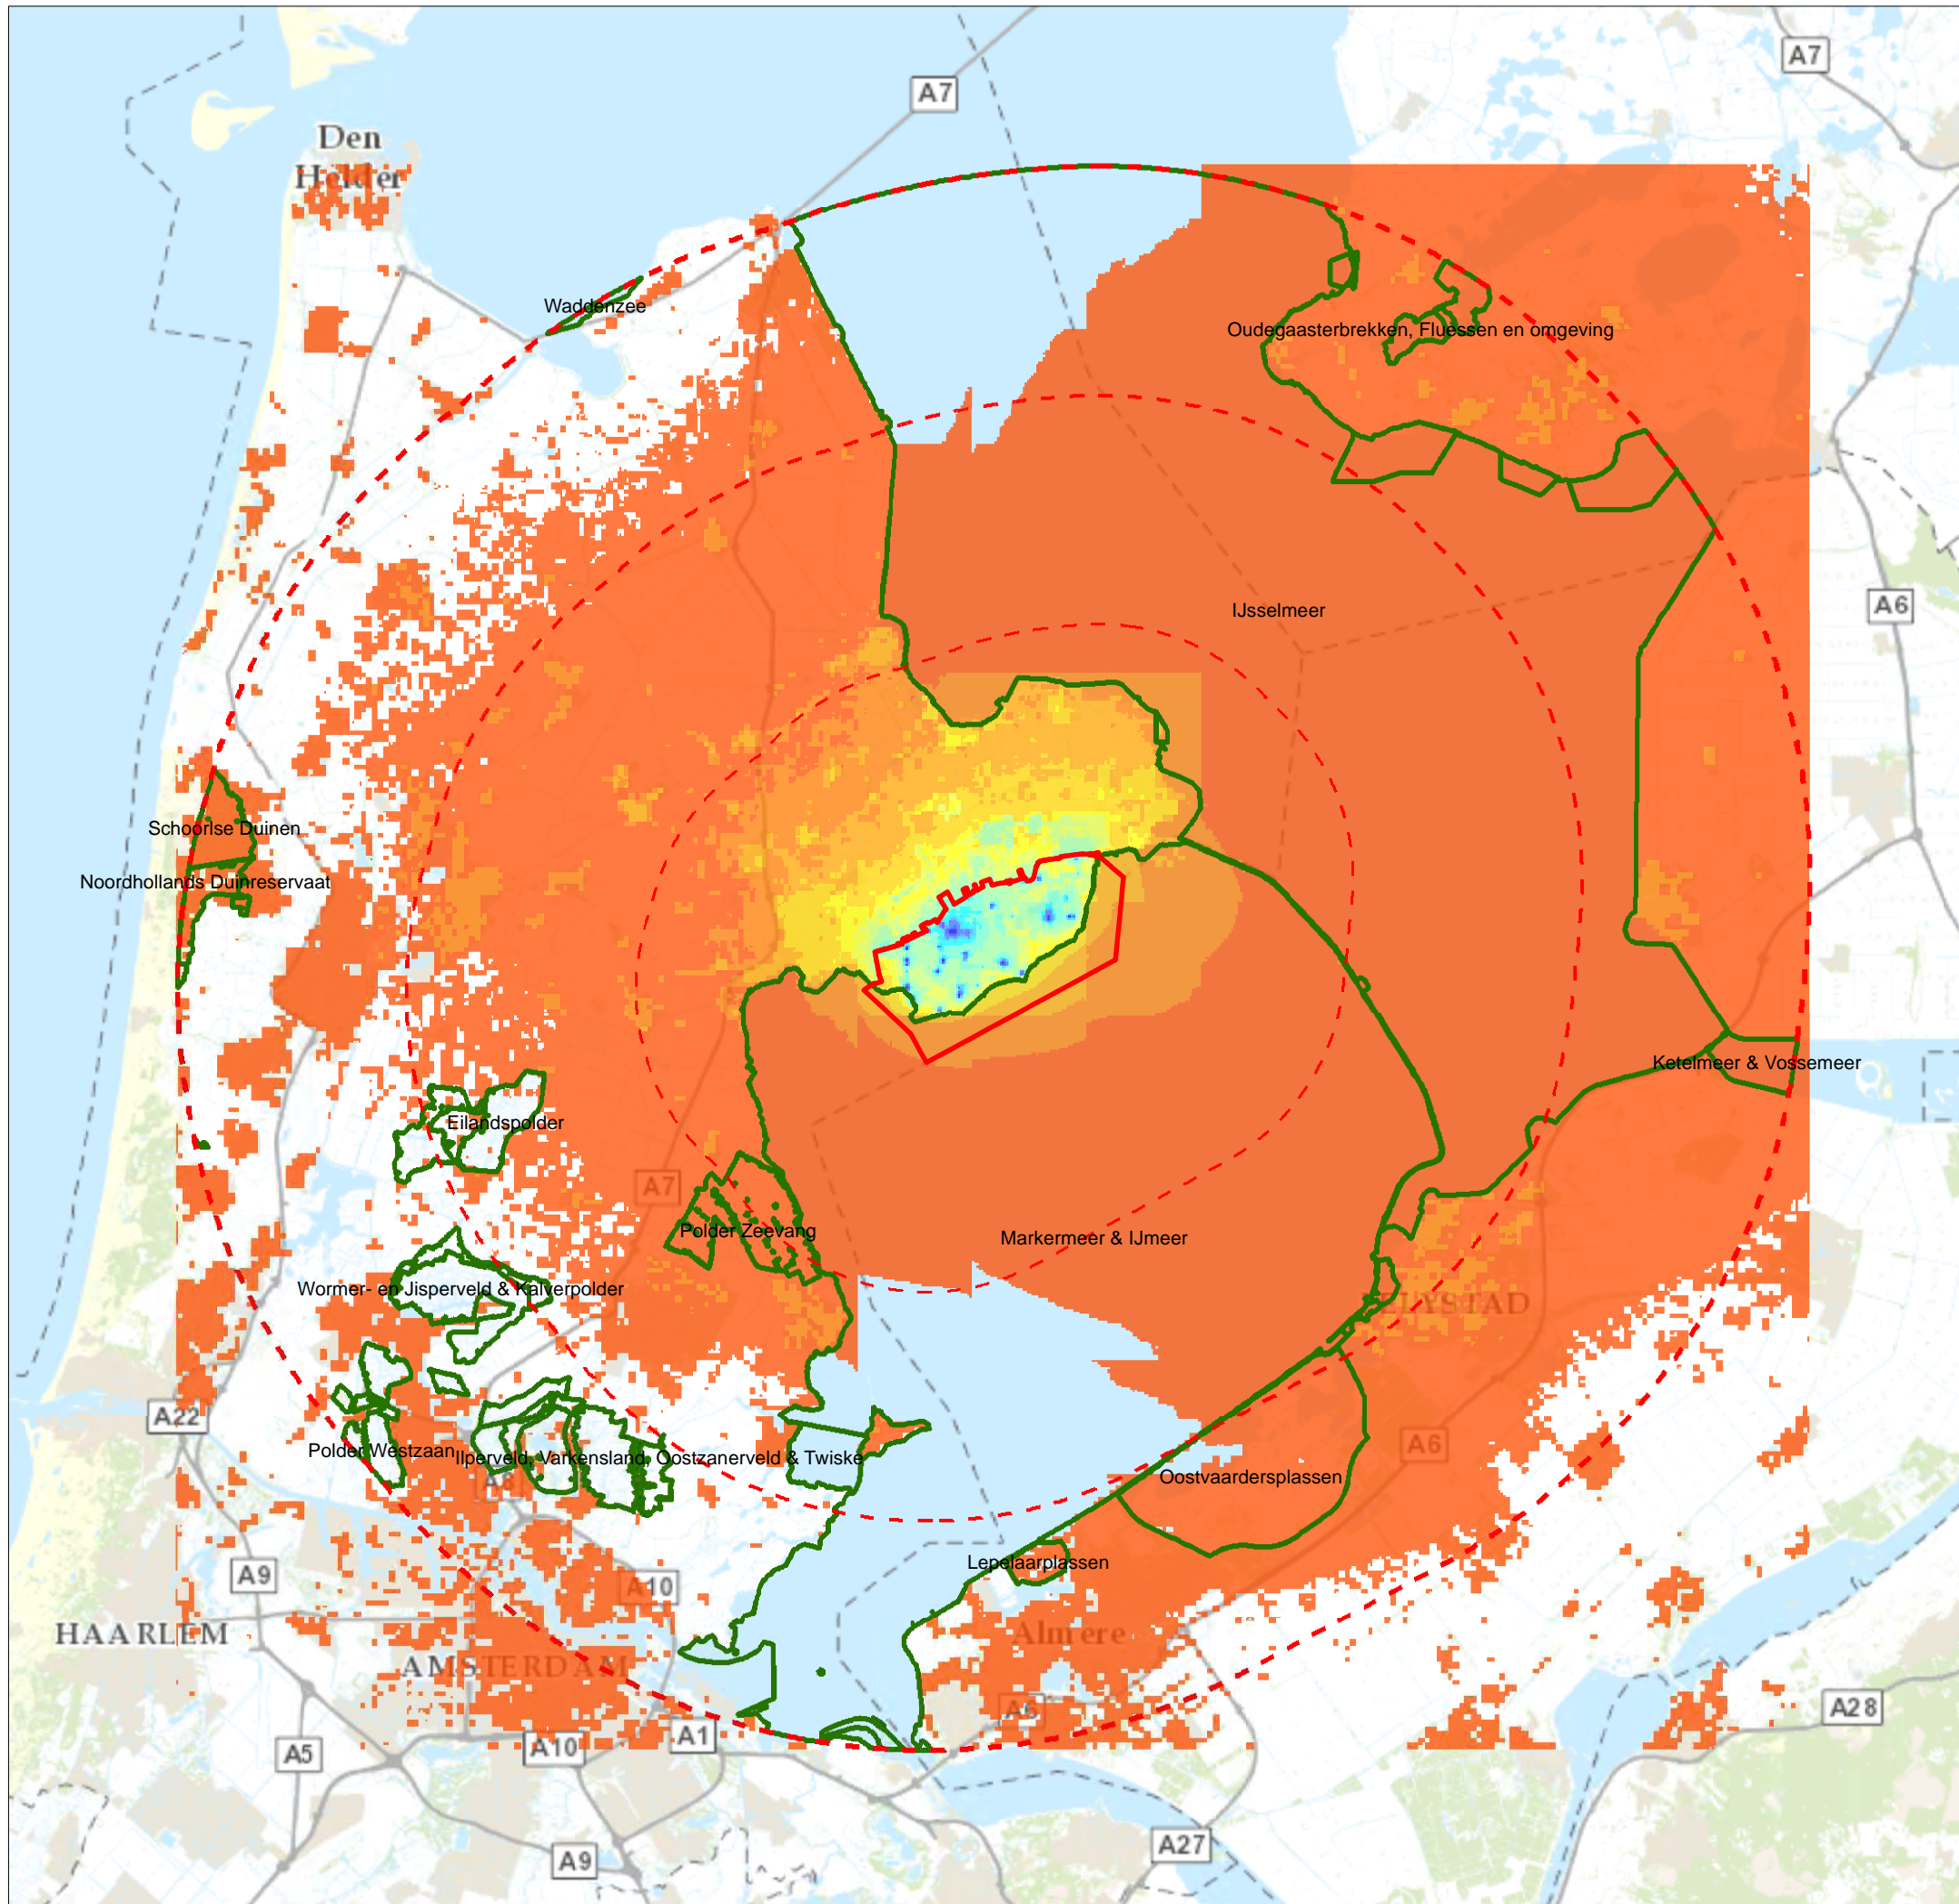 A7
A7
Den
Helder
Waddenzee
Oudegaasterbrekken, Fluessen en omgeving
IJsselmeer
A6
Schoorlse Duinen
Noordhollands Duinreservaat
Ketelmeer & Vossemeer
Eilandspolder
A7
Polder Zeevang
Markermeer & IJmeer
Wormer- en Jisperveld & Kalverpolder
LELYSTAD
A22
A6
Polder Westzaan
Ilperveld, Varkensland, Oostzanerveld & Twiske
Oostvaardersplassen
A8
Lepelaarplassen
A9
A10
HAARLEM
Almere
AMSTERDAM
A6
A28
A1
A5
A10
A27
A9